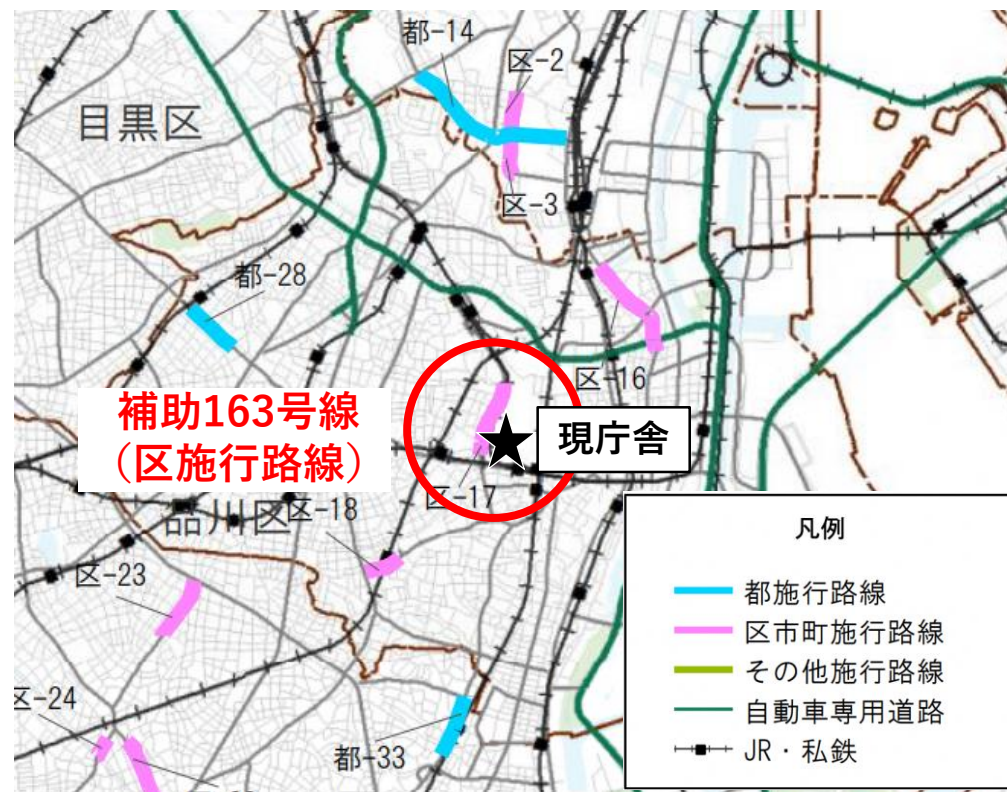 都-14
区-2
目黒区
区-3
都-28
区-16
補助163号線
（区施行路線）
現庁舎
区-17
品川区
区-18
区-23
区-24
都-33
凡例
都施行路線
区市町施行路線
その他施行路線
自動車専用道路
JR・私鉄